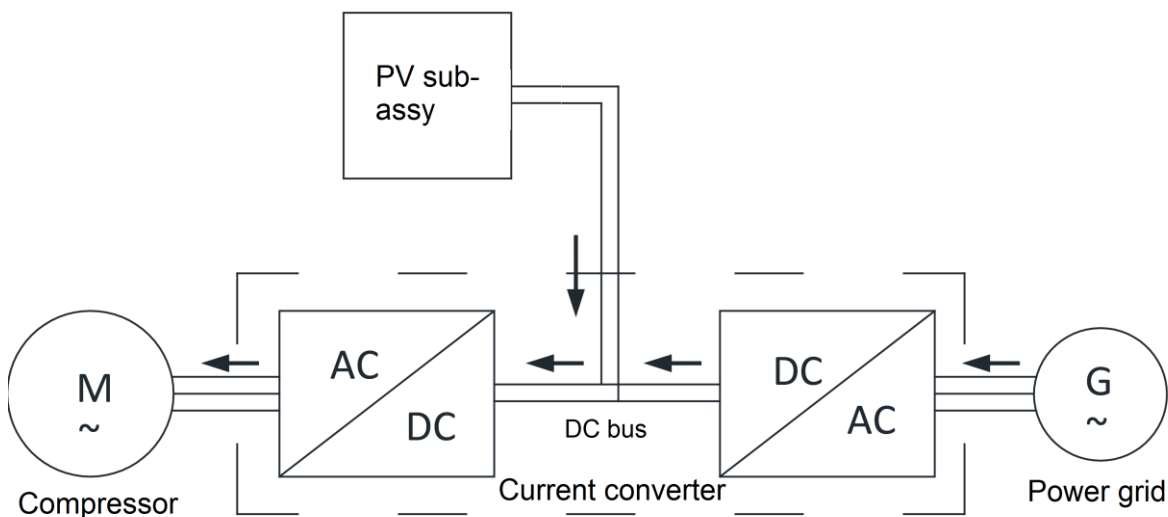 PV sub-
assy
M
~
AC
DC
DC bus
DC
AC
G
~
Compressor
Current converter
Power grid